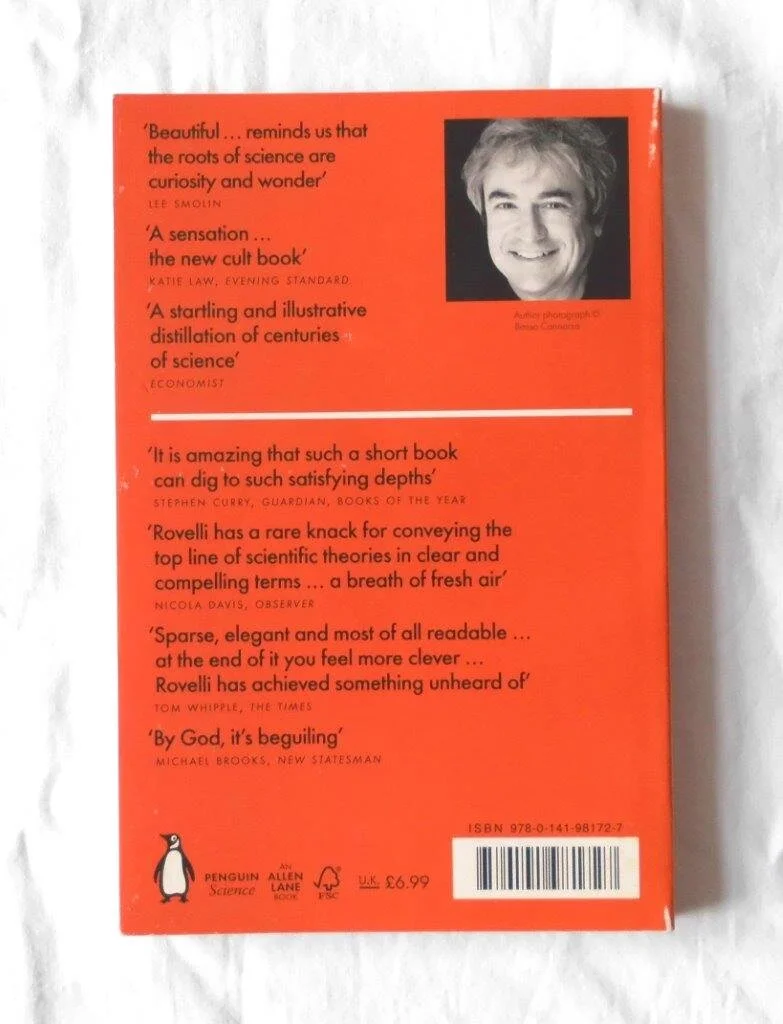 ‘Beautiful ... reminds us that
the roots of science are
curiosity and wonder’
LEE SMOLIN
‘A sensation ...
the new cult book’
KATIE LAW, EVENING STANDARD
‘A startling and illustrative
distillation of centuries
of science’
ECONOMIST
Author photograph ©
‘It is amazing that such a short book
can dig to such satisfying depths’
STEPHEN CURRY, GUARDIAN, BOOKS OF THE YEAR
‘Rovelli has a rare knack for conveying the
top line of scientific theories in clear and
compelling terms ... a breath of fresh air’
NICOLA DAVIS, OBSERVER
‘Sparse, elegant and most of all readable ...
at the end of it you feel more clever ...
Rovelli has achieved something unheard of’
TOM WHIPPLE, THE TIMES
‘By God, it’s beguiling’
MICHAEL BROOKS, NEW STATESMAN
ISBN 978-0-141-98172-7
PENGUIN
Science
AN
ALLEN
LANE
BOOK
FSC
U.K. £6.99